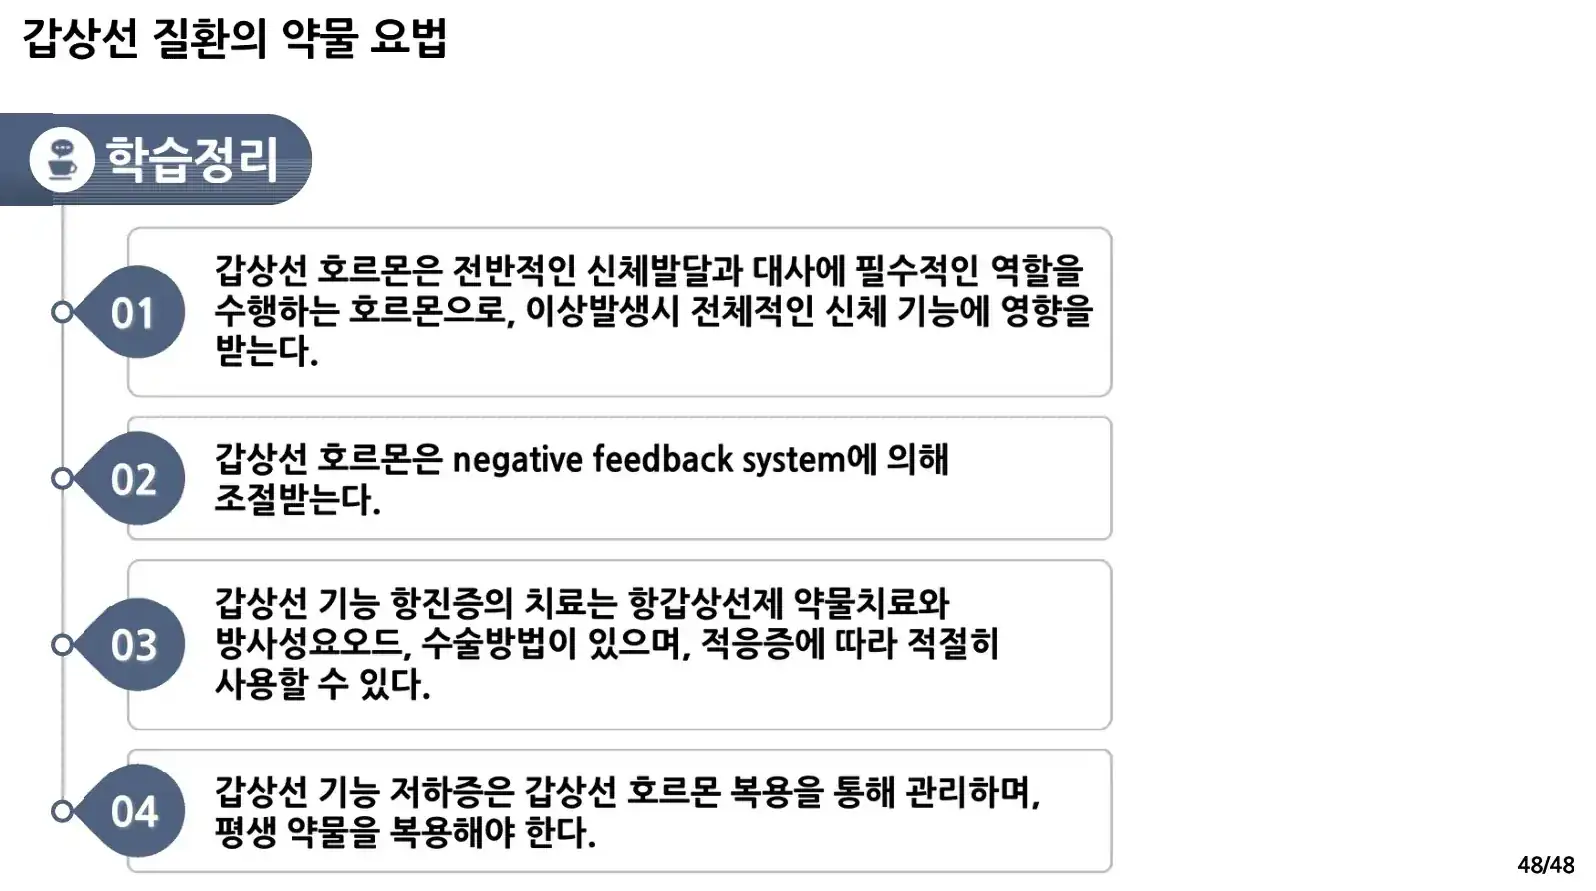 갑상선 질환의 약물 요법
학습정리
01
갑상선 호르몬은 전반적인 신체발달과 대사에 필수적인 역할을
수행하는 호르몬으로, 이상발생시 전체적인 신체 기능에 영향을
받는다.
02
갑상선 호르몬은 negative feedback system에 의해
조절받는다.
03
갑상선 기능 항진증의 치료는 항갑상선제 약물치료와
방사성요오드, 수술방법이 있으며, 적응증에 따라 적절히
사용할 수 있다.
04
갑상선 기능 저하증은 갑상선 호르몬 복용을 통해 관리하며,
평생 약물을 복용해야 한다.
48/48